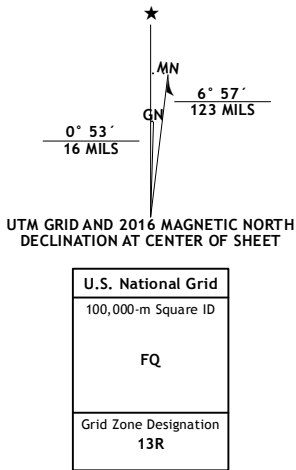 MN
6° 57´
123 MILS
GN
0° 53´
16 MILS
UTM GRID AND 2016 MAGNETIC NORTH
DECLINATION AT CENTER OF SHEET
U.S. National Grid
100,000-m Square ID
FQ
Grid Zone Designation
13R